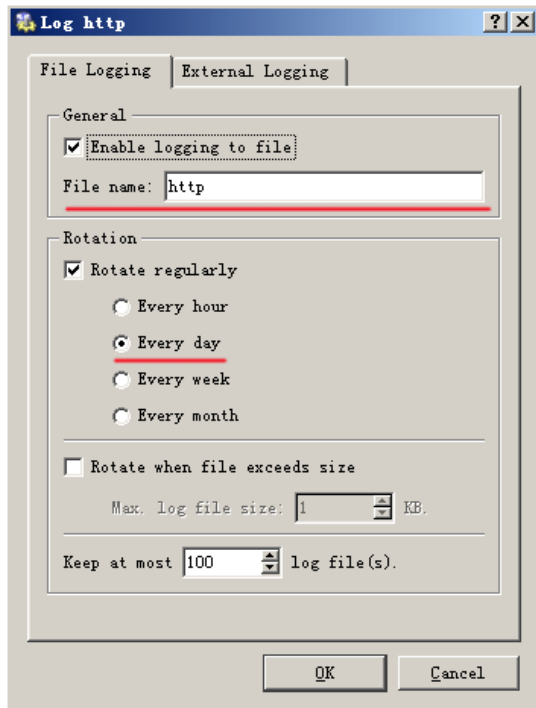 Log http
File Logging External Logging
General
Enable logging to file
File name: http
Rotation
Rotate regularly
Every hour
Every day
Every week
Every month
Rotate when file exceeds size
Max. log file size: 1 KB.
Keep at most 100 log file(s).
OK Cancel